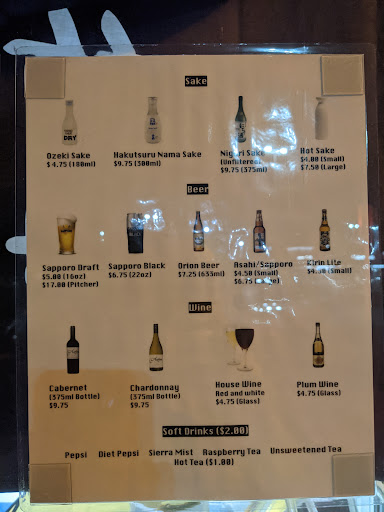 Sake
Ozeki Sake
$ 4.75 (180ml)
Hakutsuru Nama Sake
$9.75 (300ml)
Nigori Sake
(Unfiltered)
$9.75 (375ml)
Hot Sake
$4.00 (Small)
$7.50 (Large)
Beer
Sapporo Draft
$5.00 (16oz)
$17.00 (Pitcher)
Sapporo Black
$6.75 (22oz)
Orion Beer
$7.25 (633ml)
Asahi/Sapporo
$4.50 (Small)
$6.75
Kirin Lite
(Small)
Wine
Cabernet
(375ml Bottle)
$9.75
Chardonnay
(375ml Bottle)
$9.75
House Wine
Red and white
$4.75 (Glass)
Plum Wine
$4.75 (Glass)
Soft Drinks ($2.00)
Pepsi Diet Pepsi Sierra Mist Raspberry Tea Unsweetened Tea
Hot Tea ($1.00)